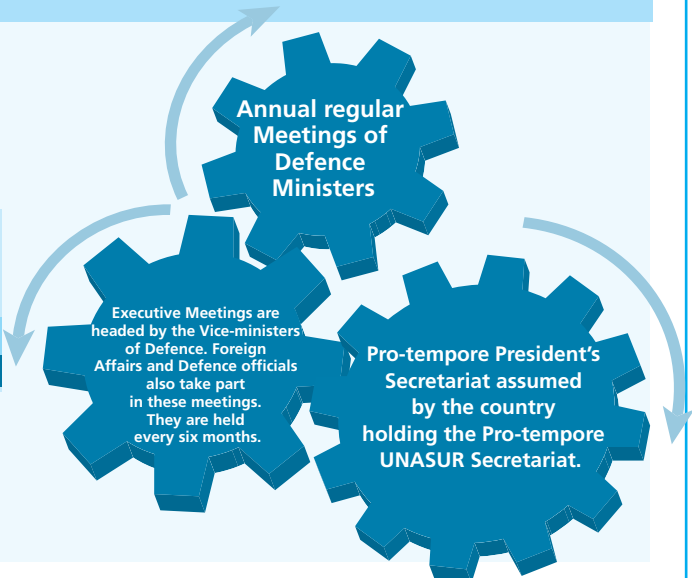 Annual regular
Meetings of
Defence
Ministers
Executive Meetings are
headed by the Vice-ministers
of Defence. Foreign
Affairs and Defence officials
also take part
in these meetings.
They are held
every six months.
Pro-tempore President's
Secretariat assumed
by the country
holding the Pro-tempore
UNASUR Secretariat.